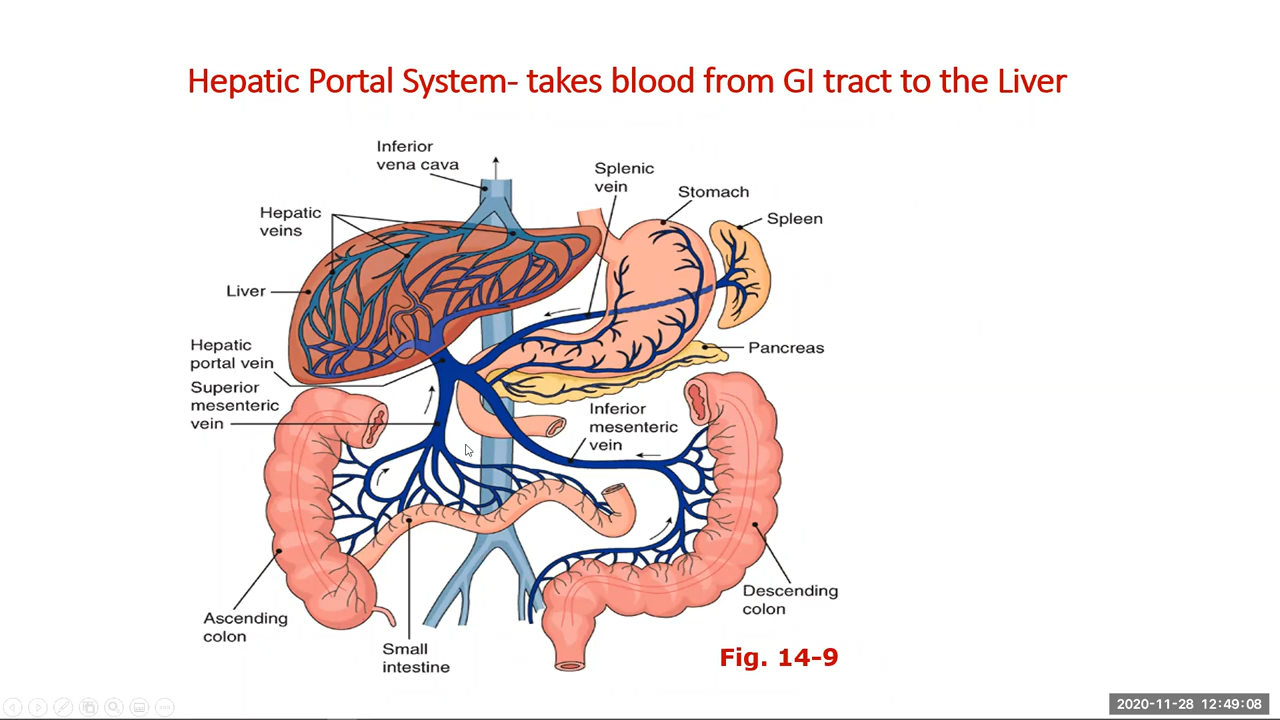 Hepatic Portal System- takes blood from GI tract to the Liver
Inferior
vena cava
Splenic
vein
Stomach
Spleen
Hepatic
veins
Liver
Hepatic
portal vein
Pancreas
Superior
mesenteric
vein
Inferior
mesenteric
vein
Descending
colon
Ascending
colon
Small
intestine
Fig. 14-9
2020-11-28 12:49:08